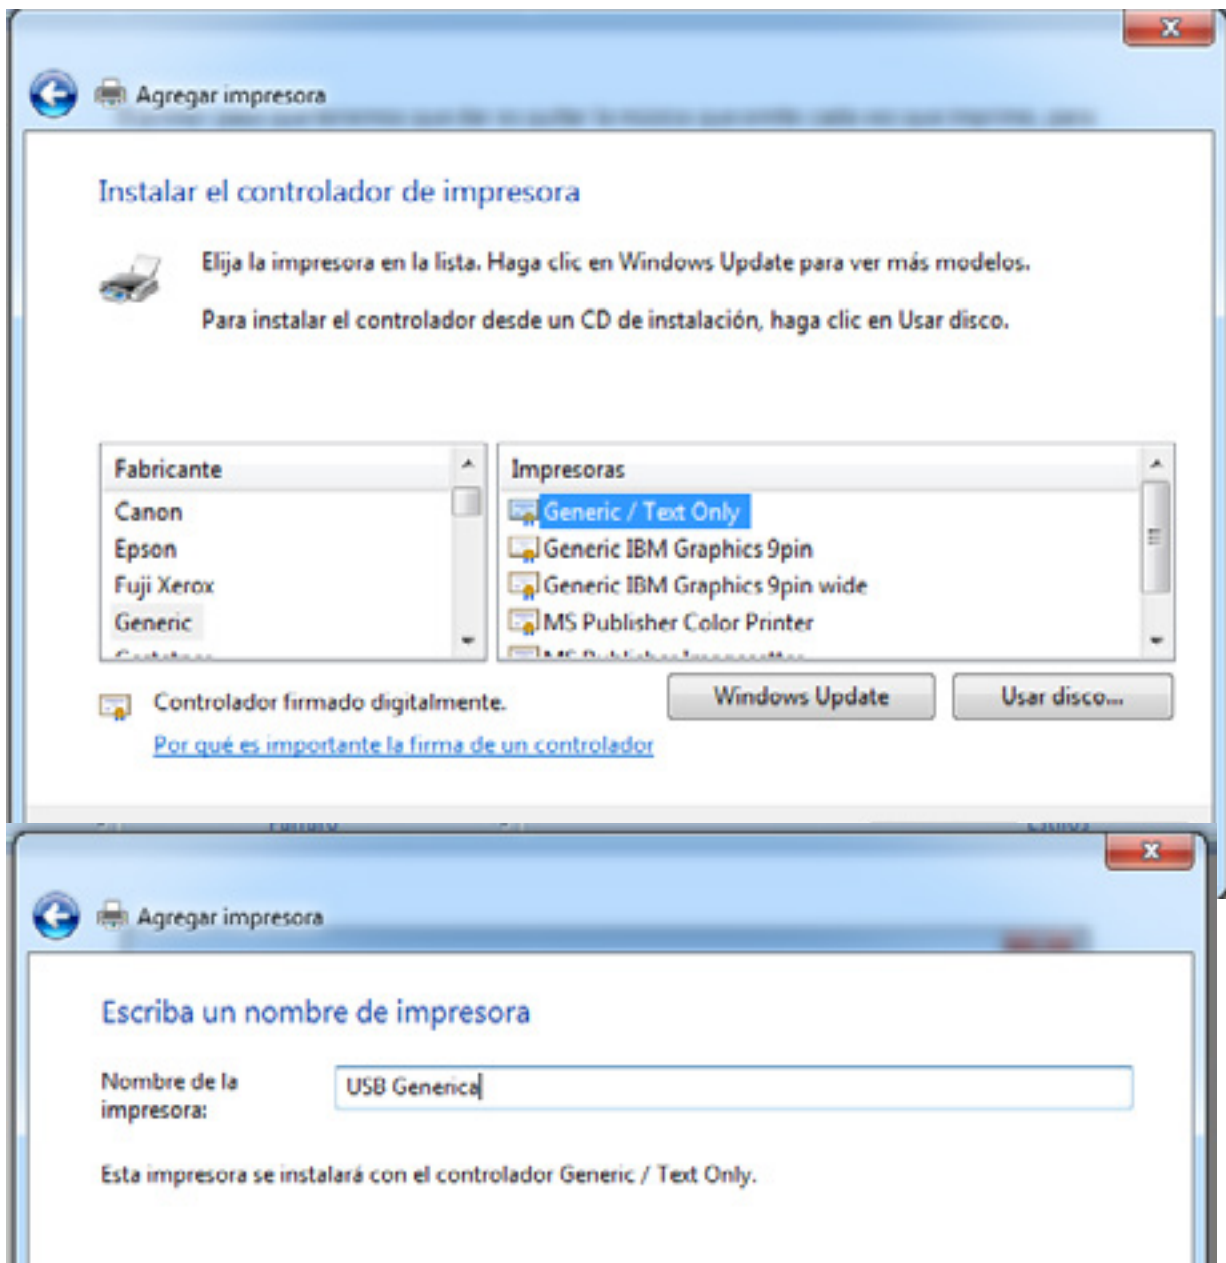 Agregar impresora
Instalar el controlador de impresora
Elija la impresora en la lista. Haga clic en Windows Update para ver más modelos.
Para instalar el controlador desde un CD de instalación, haga clic en Usar disco.
Fabricante
Canon
Epson
Fuji Xerox
Generic
Impresoras
Generic / Text Only
Generic IBM Graphics 9pin
Generic IBM Graphics 9pin wide
MS Publisher Color Printer
Controlador firmado digitalmente.
Windows Update
Usar disco...
Por qué es importante la firma de un controlador
Agregar impresora
Escriba un nombre de impresora
Nombre de la
impresora:
USB Generica
Esta impresora se instalará con el controlador Generic / Text Only.